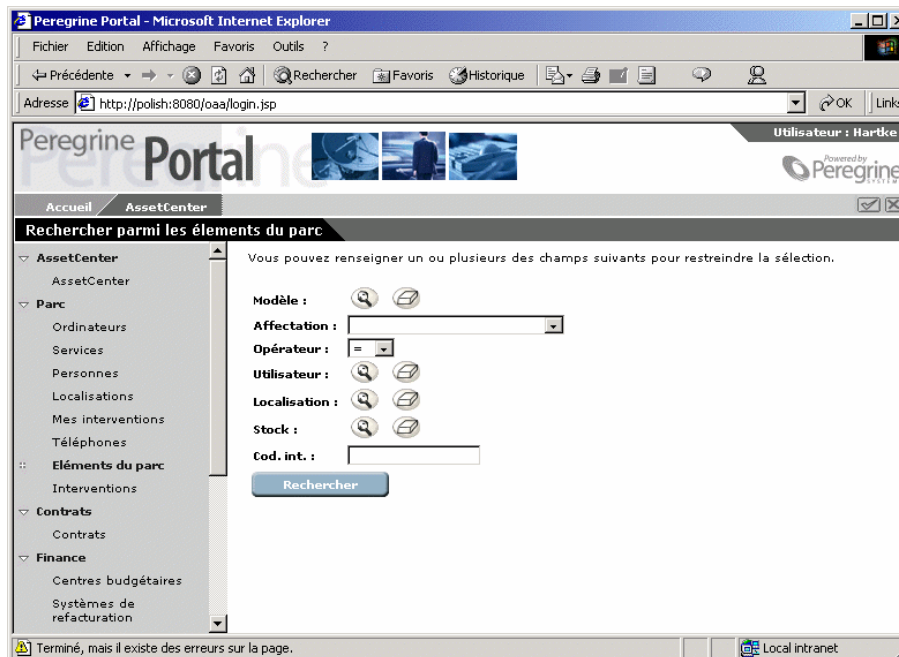 Peregrine Portal - Microsoft Internet Explorer
Fichier Edition Affichage Favoris Outils ?
Précédente Rechercher Favoris Historique
Adresse http://polish:8080/oaa/login.jsp OK Links
Peregrine Portal
Utilisateur : Hartke
Powered by
Peregrine
SYSTEMS
Accueil AssetCenter
Rechercher parmi les élements du parc
AssetCenter
AssetCenter
Parc
Ordinateurs
Services
Personnes
Localisations
Mes interventions
Téléphones
Eléments du parc
Interventions
Contrats
Contrats
Finance
Centres budgétaires
Systèmes de
refacturation
Vous pouvez renseigner un ou plusieurs des champs suivants pour restreindre la sélection.
Modèle :
Affectation :
Opérateur : =
Utilisateur :
Localisation :
Stock :
Cod. int. :
Rechercher
Terminé, mais il existe des erreurs sur la page.
Local intranet